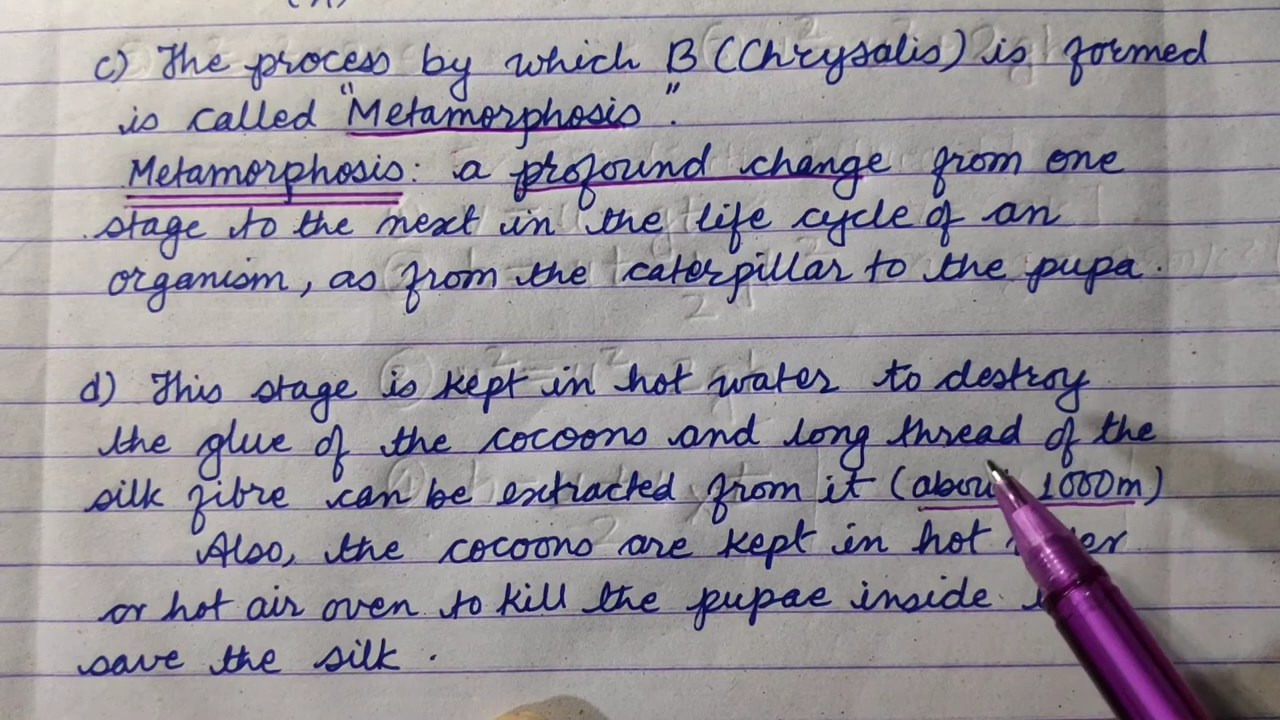 c) The process by which B (Chrysalis) is formed
is called "Metamorphosis".
Metamorphosis: a profound change from one
stage to the next in the life cycle of an
organism, as from the caterpillar to the pupa.
d) This stage is kept in hot water to destroy
the glue of the cocoons and long thread of the
silk fibre can be extracted from it (about 1000m)
Also, the cocoons are kept in hot
or hot air oven to kill the pupae inside
save the silk.